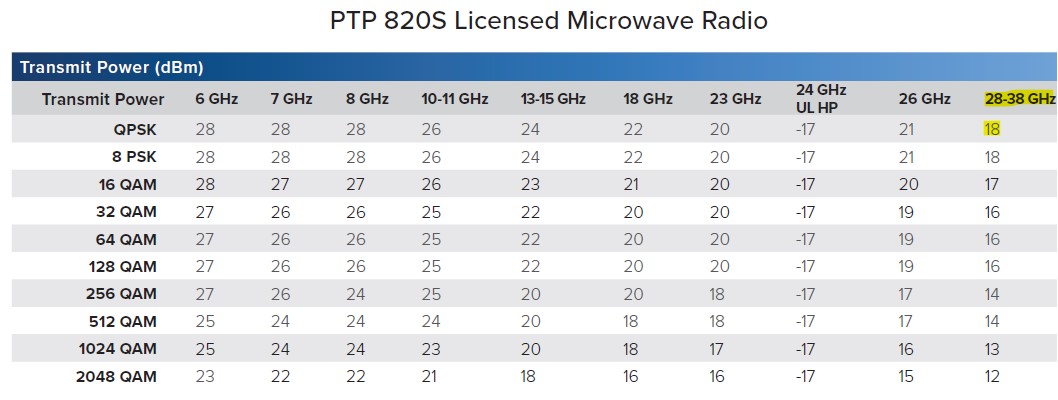 PTP 820S Licensed Microwave Radio
Transmit Power (dBm)
Transmit Power 6 GHz 7 GHz 8 GHz 10-11 GHz 13-15 GHz 18 GHz 23 GHz 24 GHz UL HP 26 GHz 28-38 GHz
QPSK 28 28 28 26 24 22 20 -17 21 18
8 PSK 28 28 28 26 24 22 20 -17 21 18
16 QAM 28 27 27 26 23 21 20 -17 20 17
32 QAM 27 26 26 25 22 20 20 -17 19 16
64 QAM 27 26 26 25 22 20 20 -17 19 16
128 QAM 27 26 26 25 22 20 20 -17 19 16
256 QAM 27 26 24 25 20 20 18 -17 17 14
512 QAM 25 24 24 24 20 18 18 -17 17 14
1024 QAM 25 24 24 23 20 18 17 -17 16 13
2048 QAM 23 22 22 21 18 16 16 -17 15 12